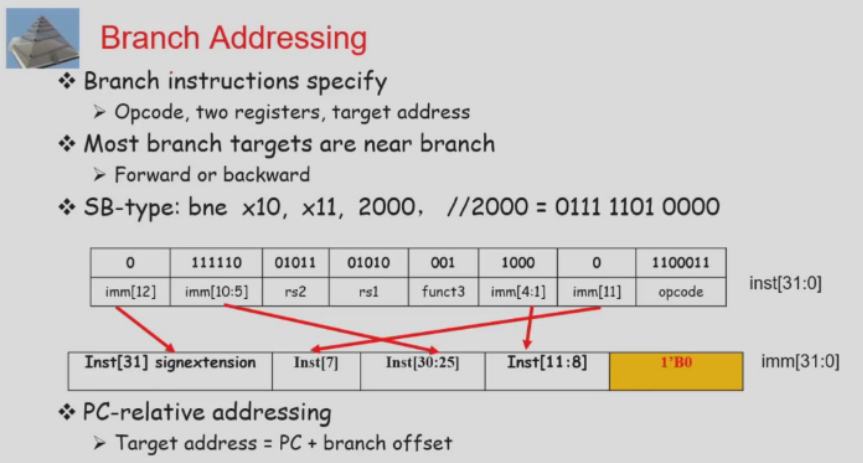 Branch Addressing
❖ Branch instructions specify
➢ Opcode, two registers, target address
❖ Most branch targets are near branch
➢ Forward or backward
❖ SB-type: bne x10, x11, 2000, //2000 = 0111 1101 0000
0 111110 01011 01010 001 1000 0 1100011
imm[12] imm[10:5] rs2 rs1 funct3 imm[4:1] imm[11] opcode inst[31:0]
Inst[31] signextension Inst[7] Inst[30:25] Inst[11:8] 1'B0 imm[31:0]
❖ PC-relative addressing
➢ Target address = PC + branch offset